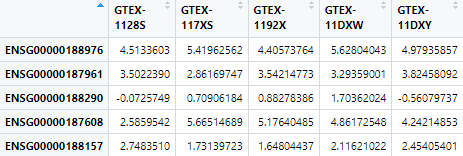 GTEX-1128S GTEX-117XS GTEX-1192X GTEX-11DXW GTEX-11DXY
ENSG00000188976 4.5133603 5.41962562 4.40573764 5.62804043 4.97935857
ENSG00000187961 3.5022390 2.86169747 3.54214773 3.29359001 3.82458092
ENSG00000188290 -0.0725749 0.70906184 0.88278386 1.70362024 -0.56079737
ENSG00000187608 2.5859542 5.66514689 5.17640485 4.86172548 4.24214853
ENSG00000188157 2.7483510 1.73139723 1.64804437 2.11621022 2.45405401